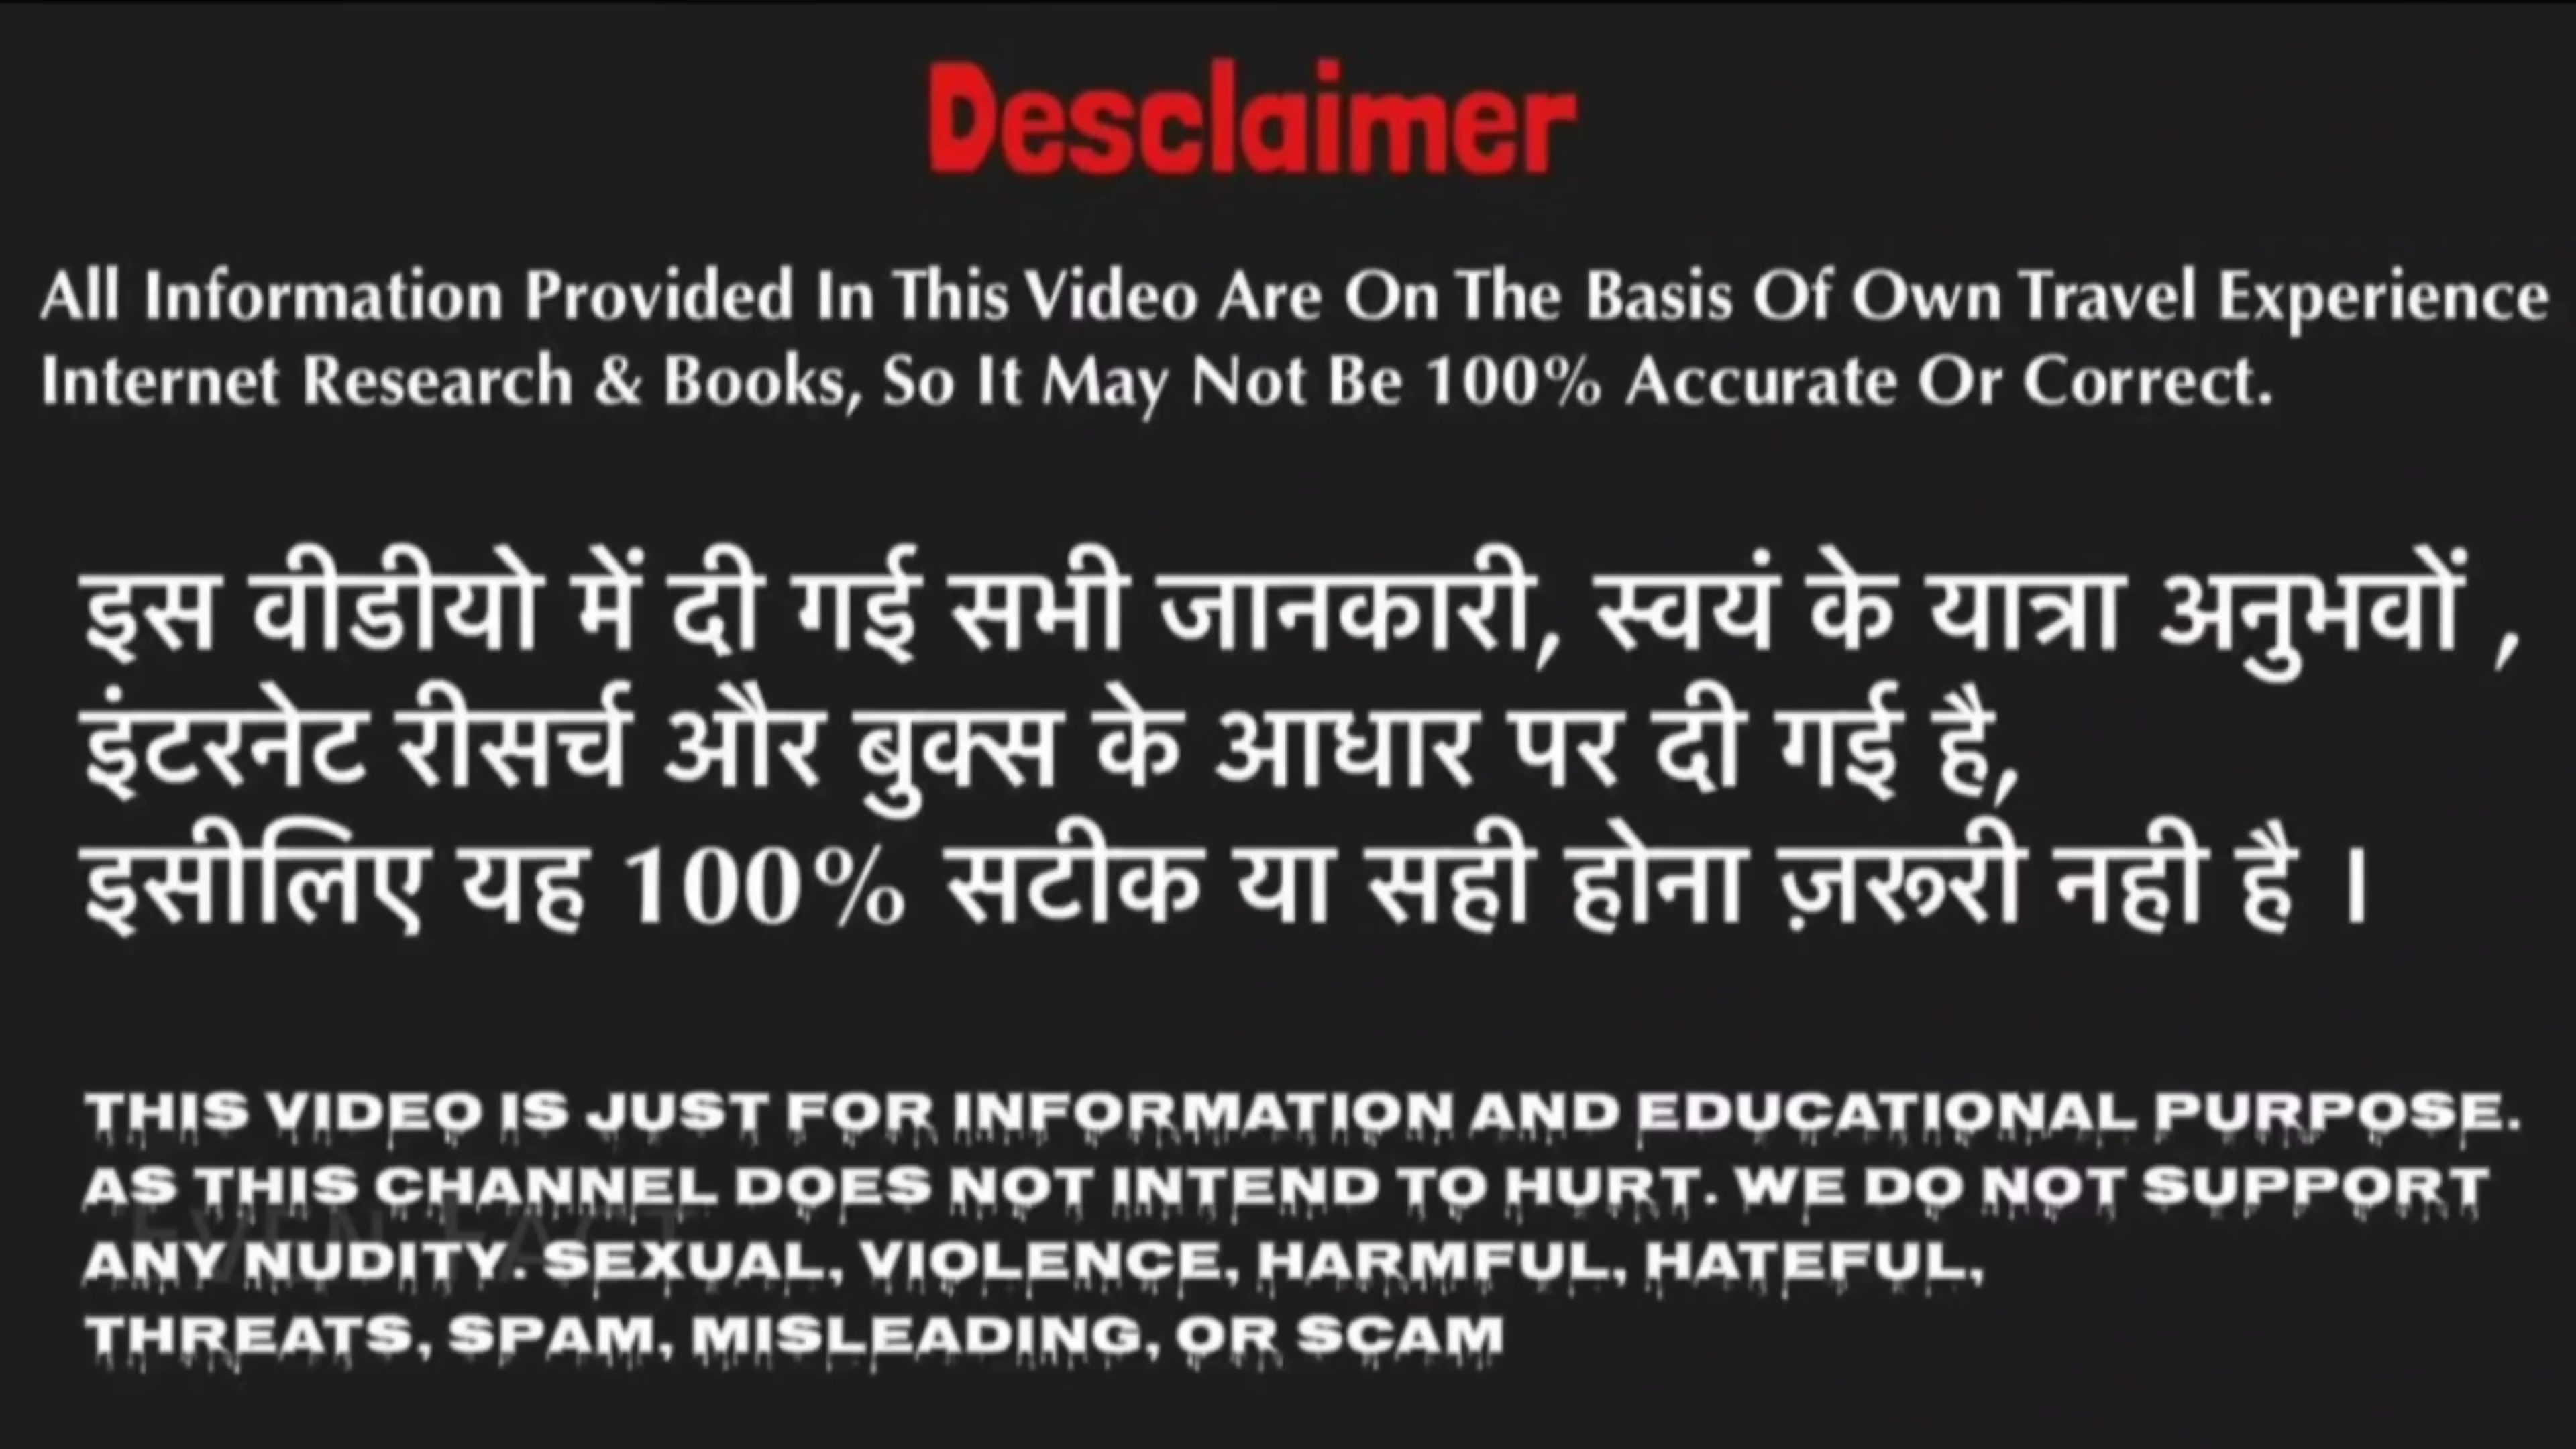 Desclaimer
All Information Provided In This Video Are On The Basis Of Own Travel Experience
Internet Research & Books, So It May Not Be 100% Accurate Or Correct.
इस वीडीयो में दी गई सभी जानकारी, स्वयं के यात्रा अनुभवों ,
इंटरनेट रीसर्च और बुक्स के आधार पर दी गई है,
इसीलिए यह 100% सटीक या सही होना ज़रूरी नही है ।
THIS VIDEO IS JUST FOR INFORMATION AND EDUCATIONAL PURPOSE.
AS THIS CHANNEL DOES NOT INTEND TO HURT. WE DO NOT SUPPORT
EVEN FACT
ANY NUDITY. SEXUAL, VIOLENCE, HARMFUL, HATEFUL,
THREATS, SPAM, MISLEADING, OR SCAM